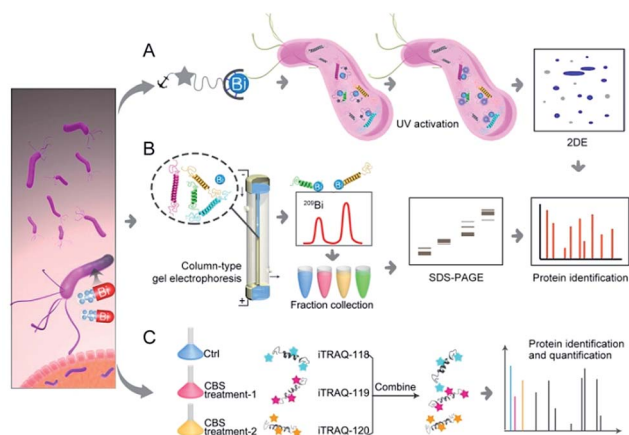 A
Bi
UV activation
2DE
B
Bi
Bi
Bi
209Bi
Column-type
gel electrophoresis
Fraction collection
SDS-PAGE
Protein identification
Bi
Bi
C
Ctrl
CBS
treatment-1
CBS
treatment-2
iTRAQ-118
iTRAQ-119
iTRAQ-120
Combine
Protein identification
and quantification